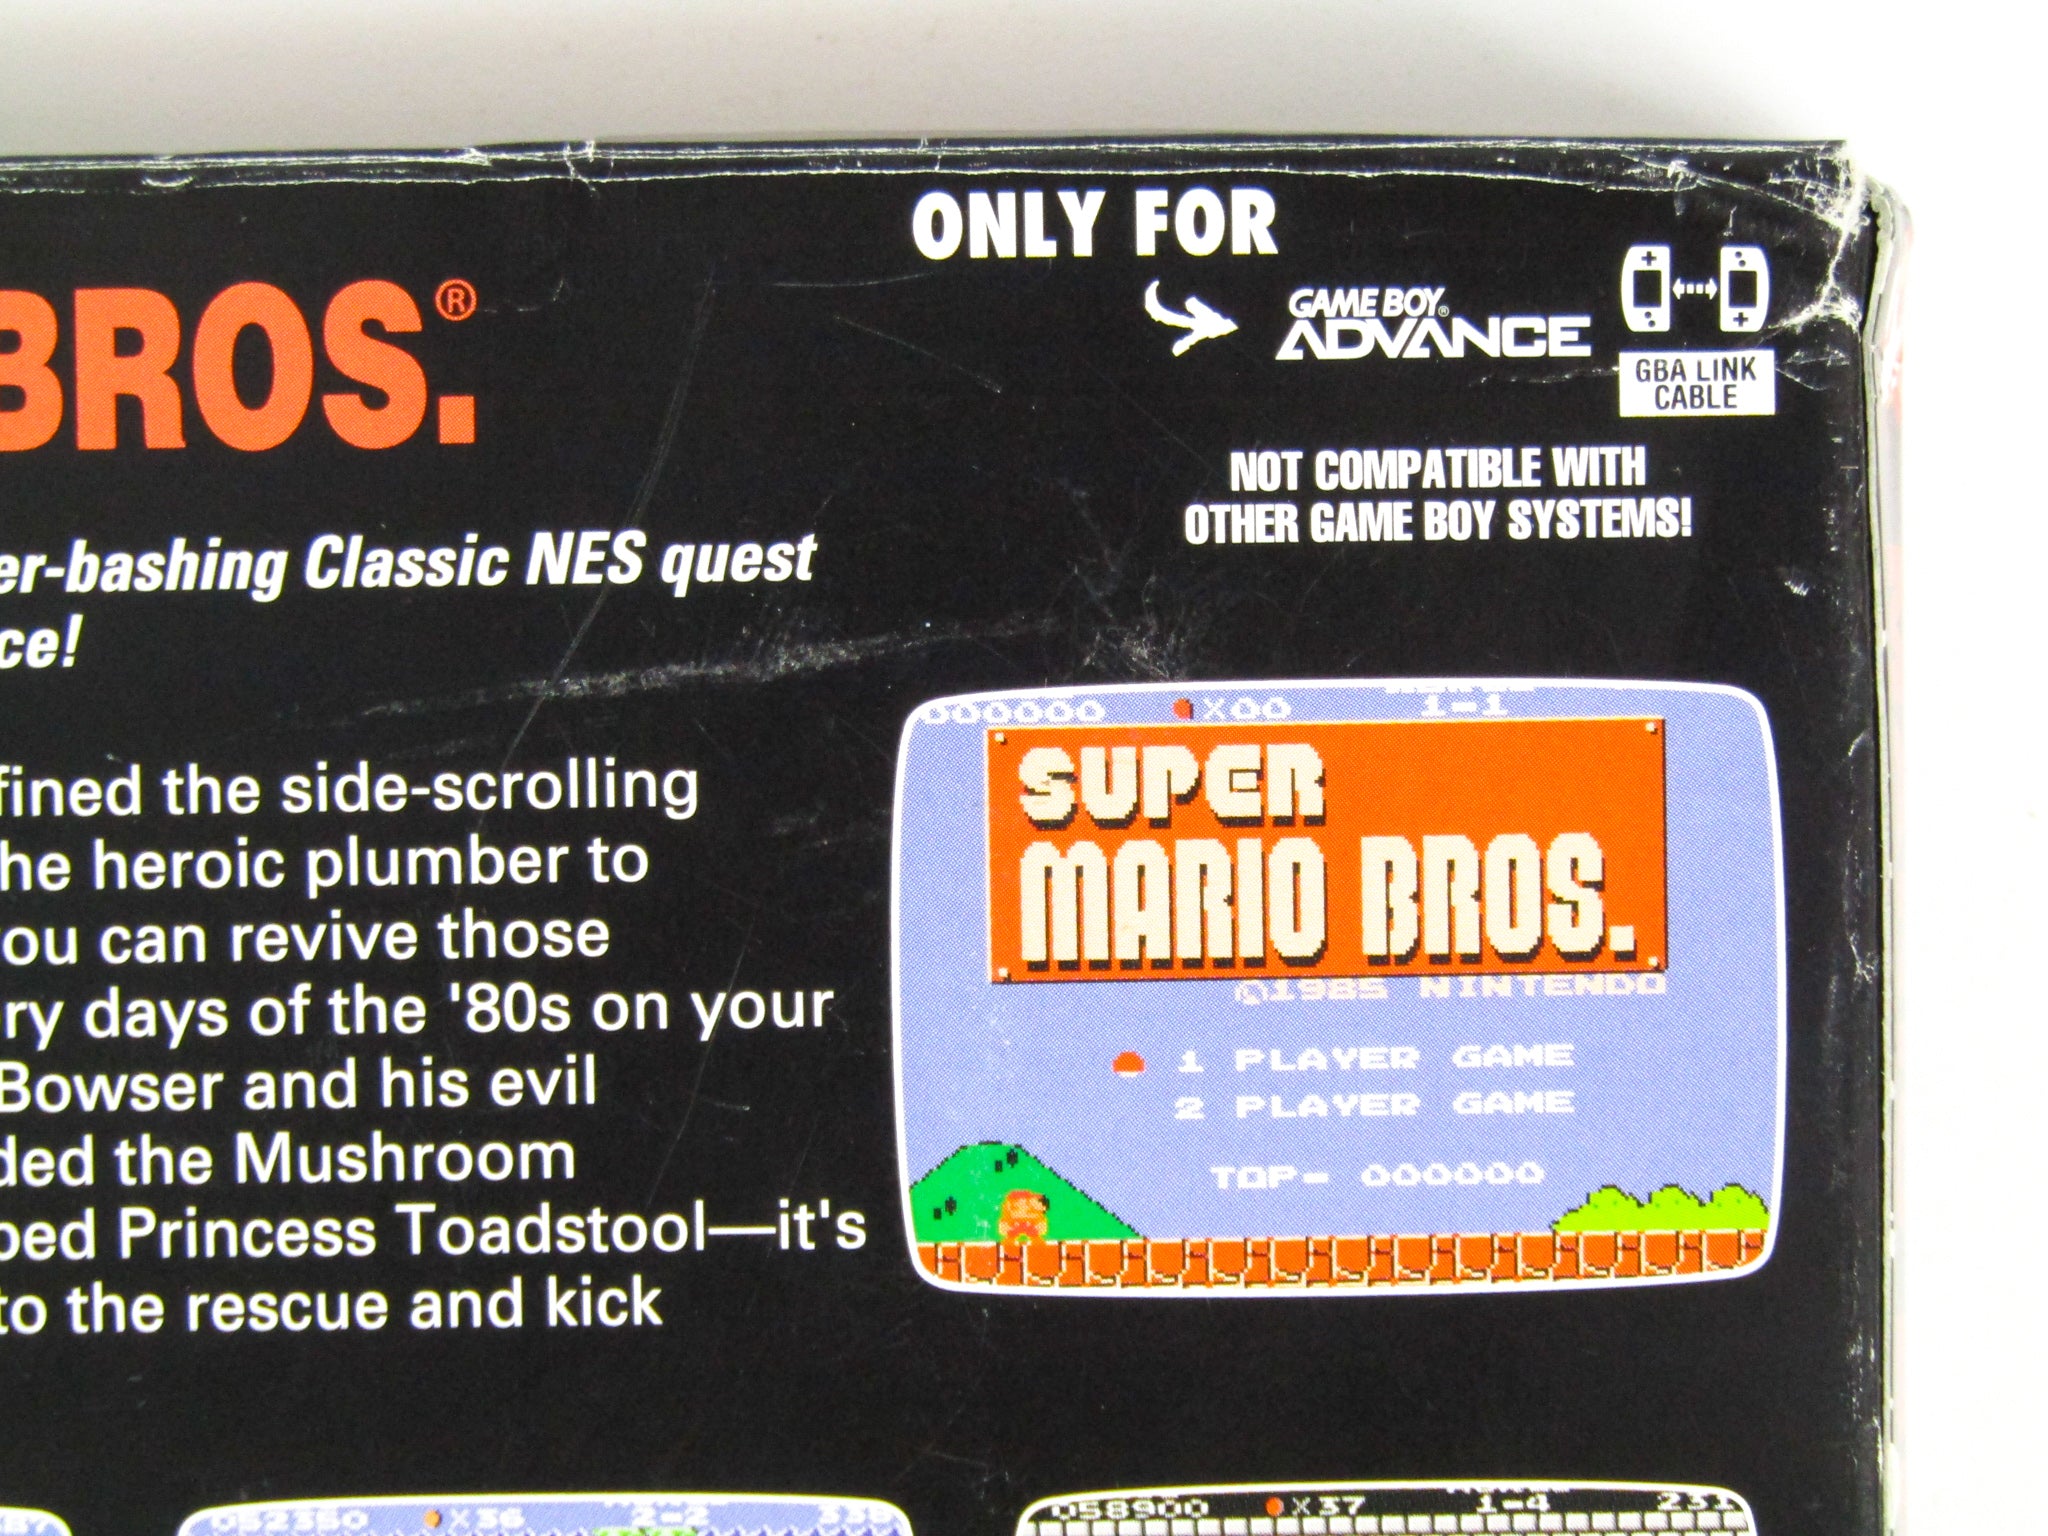 ONLY FOR
GAME BOY®
ADVANCE
GBA LINK
CABLE
NOT COMPATIBLE WITH
OTHER GAME BOY SYSTEMS!
BROS.®
er-bashing Classic NES quest
ce!
fined the side-scrolling
he heroic plumber to
you can revive those
ry days of the '80s on your
Bowser and his evil
ded the Mushroom
ped Princess Toadstool—it's
to the rescue and kick
000000 X00 1-1
SUPER
MARIO BROS.
©1985 NINTENDO
1 PLAYER GAME
2 PLAYER GAME
TOP- 000000
052350 X36 2-2 338
058900 X37 1-4 231